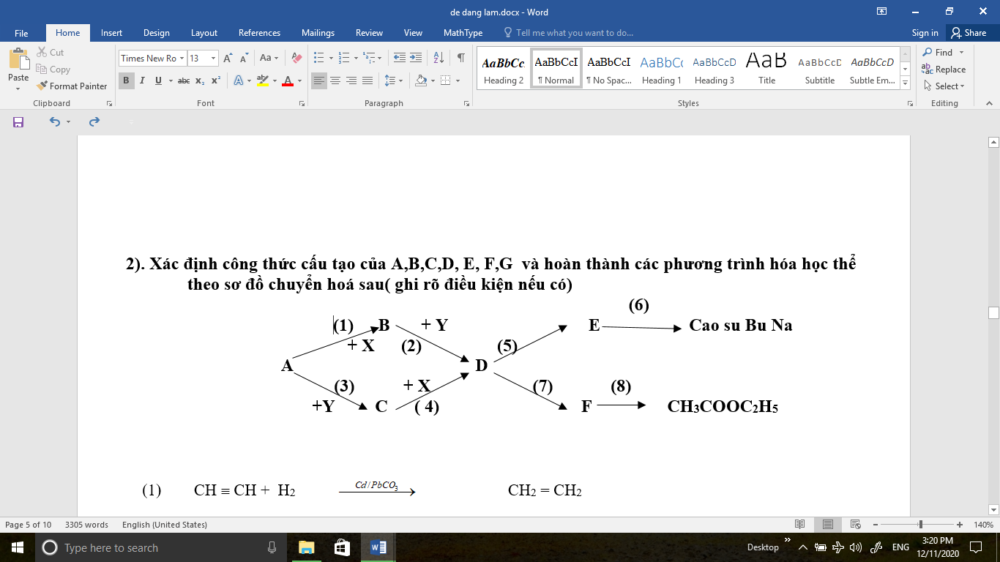 de dang lam.docx - Word
File Home Insert Design Layout References Mailings Review View MathType Tell me what you want to do... Sign in Share
Cut
Copy
Paste
Format Painter
Clipboard
Times New Ro 13
Font
Paragraph
AaBbCc. AaBbCcI AaBbCcI AaBbCc AaBbCcD AaB AaBbCcD AaBbCcD
Heading 2 ¶ Normal ¶ No Spac... Heading 1 Heading 3 Title Subtitle Subtle Em...
Styles
Find
Replace
Select
Editing
2). Xác định công thức cấu tạo của A,B,C,D, E, F,G và hoàn thành các phương trình hóa học thể
theo sơ đồ chuyển hoá sau( ghi rõ điều kiện nếu có)
(6)
(1) B + Y E Cao su Bu Na
+ X (2) (5)
A D
(3) + X (7) (8)
+Y C ( 4) F CH3COOC2H5
(1) CH ≡ CH + H2 Cd/PbCO3 CH2 = CH2
Page 5 of 10 3305 words English (United States) 140%
Type here to search Desktop ENG 3:20 PM
12/11/2020